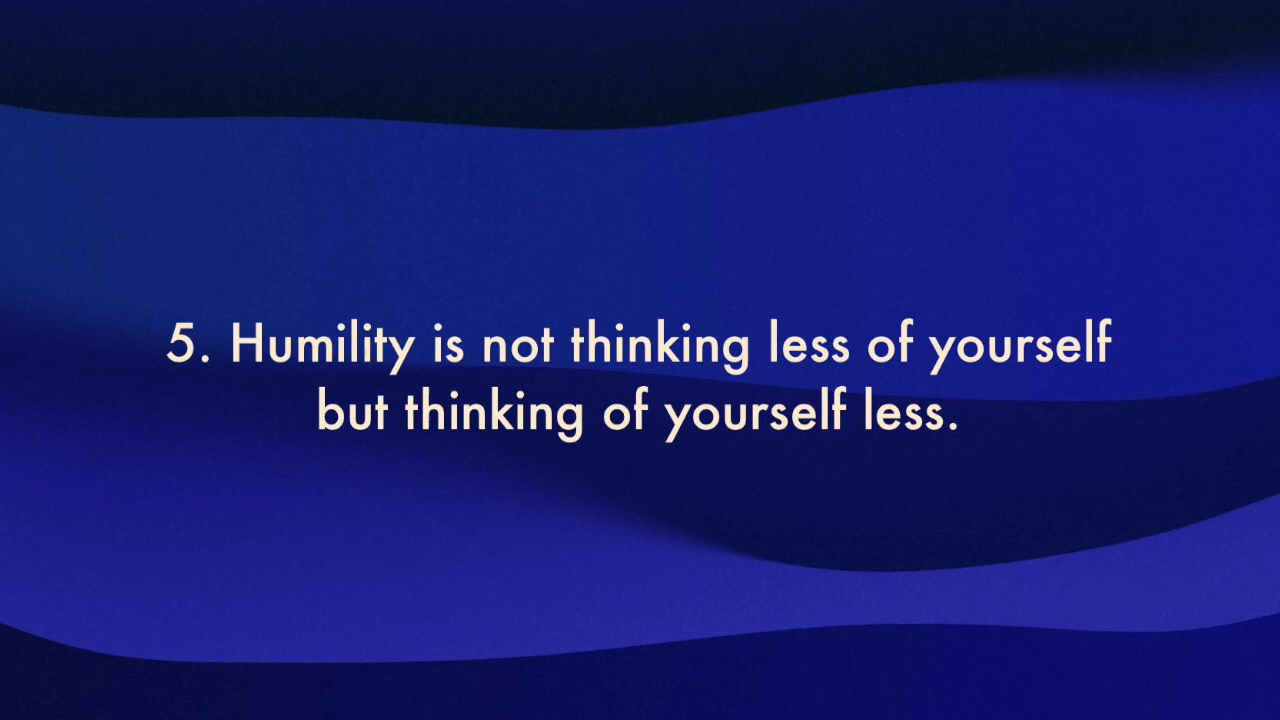 5. Humility is not thinking less of yourself
but thinking of yourself less.